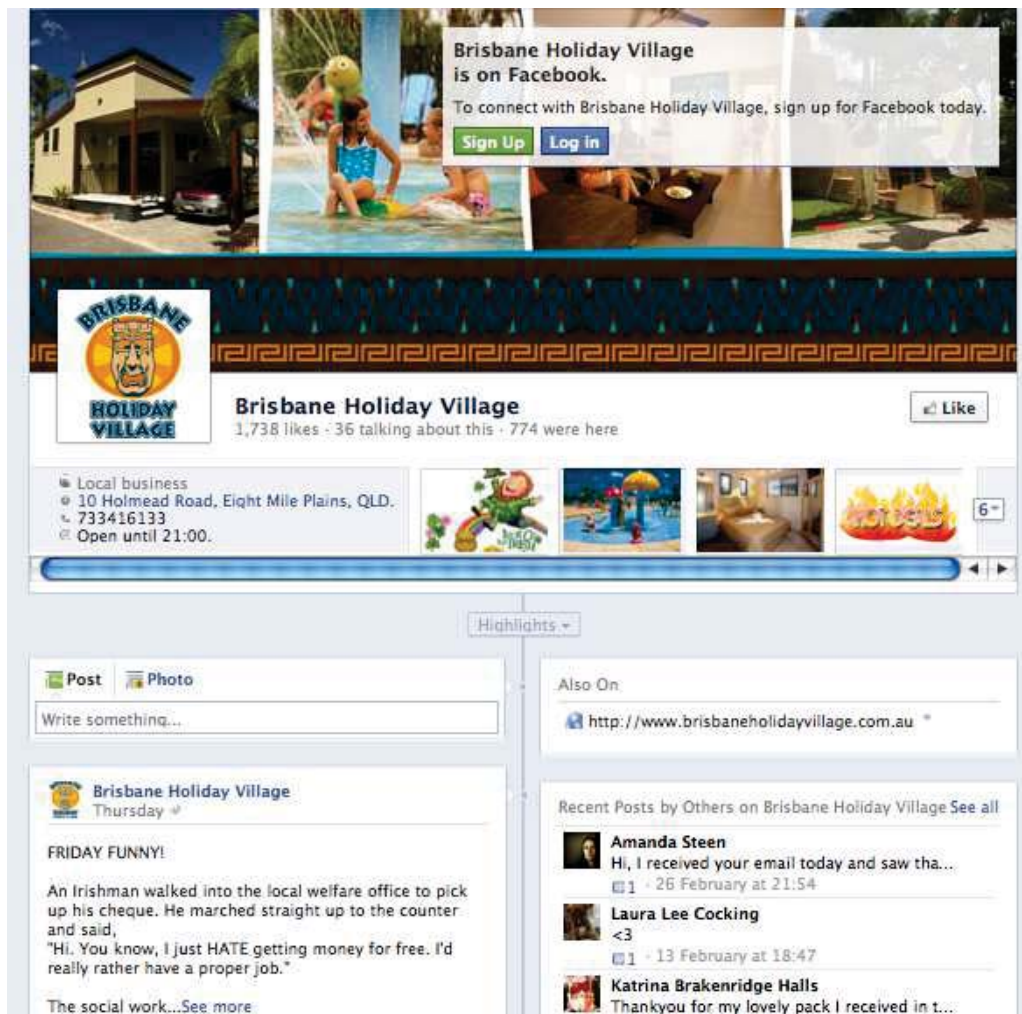 Brisbane Holiday Village
is on Facebook.
To connect with Brisbane Holiday Village, sign up for Facebook today.
Sign Up Log in
BRISBANE
HOLIDAY
VILLAGE
Brisbane Holiday Village
1,738 likes · 36 talking about this · 774 were here
Like
Local business
10 Holmead Road, Eight Mile Plains, QLD.
733416133
Open until 21:00.
HOT DEALS
6
Highlights
Post Photo
Write something...
Brisbane Holiday Village
Thursday
FRIDAY FUNNY!
An Irishman walked into the local welfare office to pick
up his cheque. He marched straight up to the counter
and said,
"Hi. You know, I just HATE getting money for free. I'd
really rather have a proper job."
The social work...See more
Also On
http://www.brisbaneholidayvillage.com.au
Recent Posts by Others on Brisbane Holiday Village See all
Amanda Steen
Hi, I received your email today and saw tha...
1 · 26 February at 21:54
Laura Lee Cocking
<3
1 · 13 February at 18:47
Katrina Brakenridge Halls
Thankyou for my lovely pack I received in t...